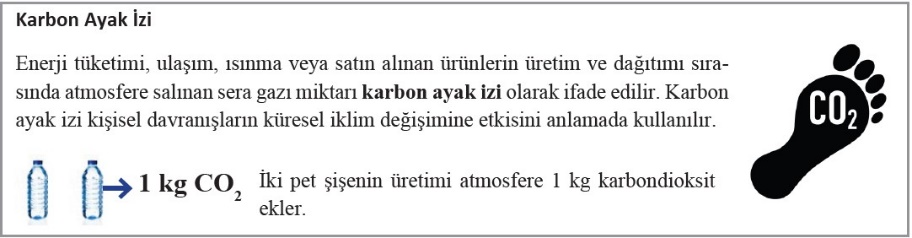 Karbon Ayak İzi
Enerji tüketimi, ulaşım, ısınma veya satın alınan ürünlerin üretim ve dağıtımı sıra-
sında atmosfere salınan sera gazı miktarı karbon ayak izi olarak ifade edilir. Karbon
ayak izi kişisel davranışların küresel iklim değişimine etkisini anlamada kullanılır.
CO₂
1 kg CO₂
İki pet şişenin üretimi atmosfere 1 kg karbondioksit
ekler.